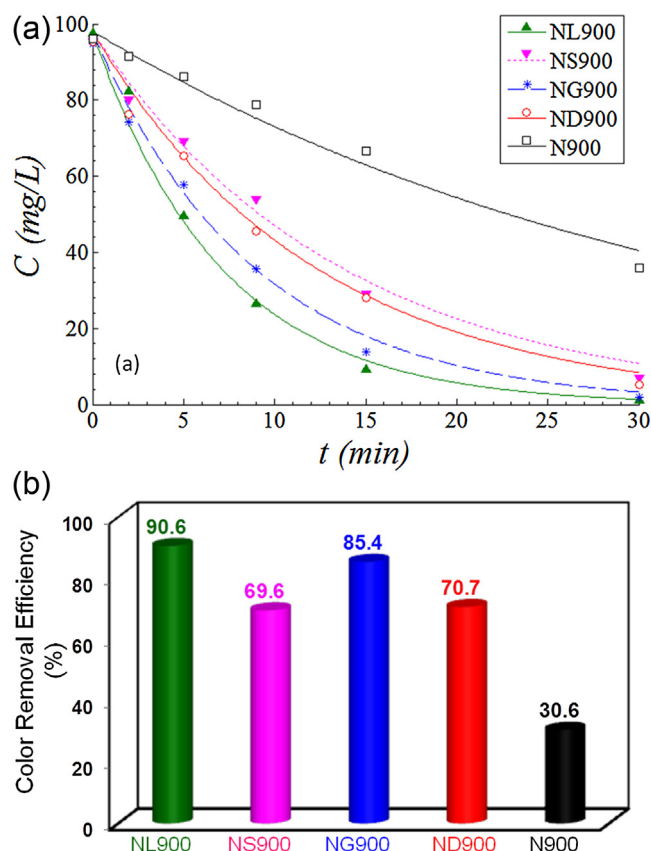 (a)
100
80
60
40
20
0
C (mg/L)
NL900
NS900
NG900
ND900
N900
(a)
0 5 10 15 20 25 30
t (min)
(b)
Color Removal Efficiency
(%)
100
80
60
40
20
0
90.6
69.6
85.4
70.7
30.6
NL900 NS900 NG900 ND900 N900